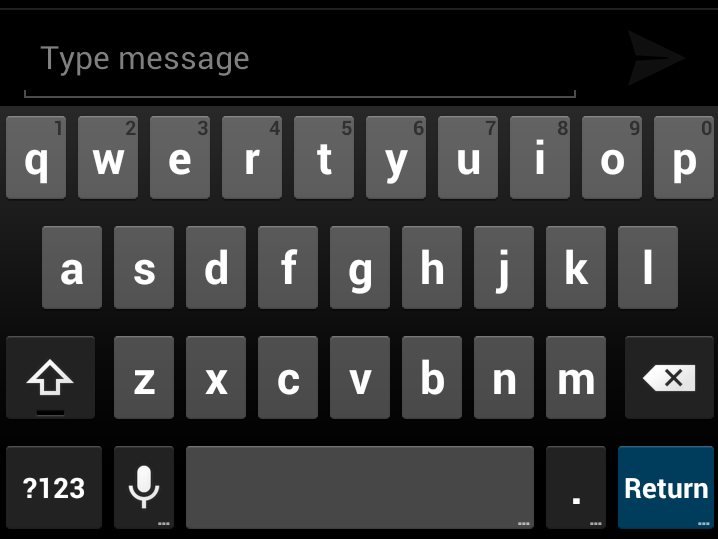 Type message
1 2 3 4 5 6 7 8 9 0
q w e r t y u i o p
a s d f g h j k l
z x c v b n m
?123 . Return